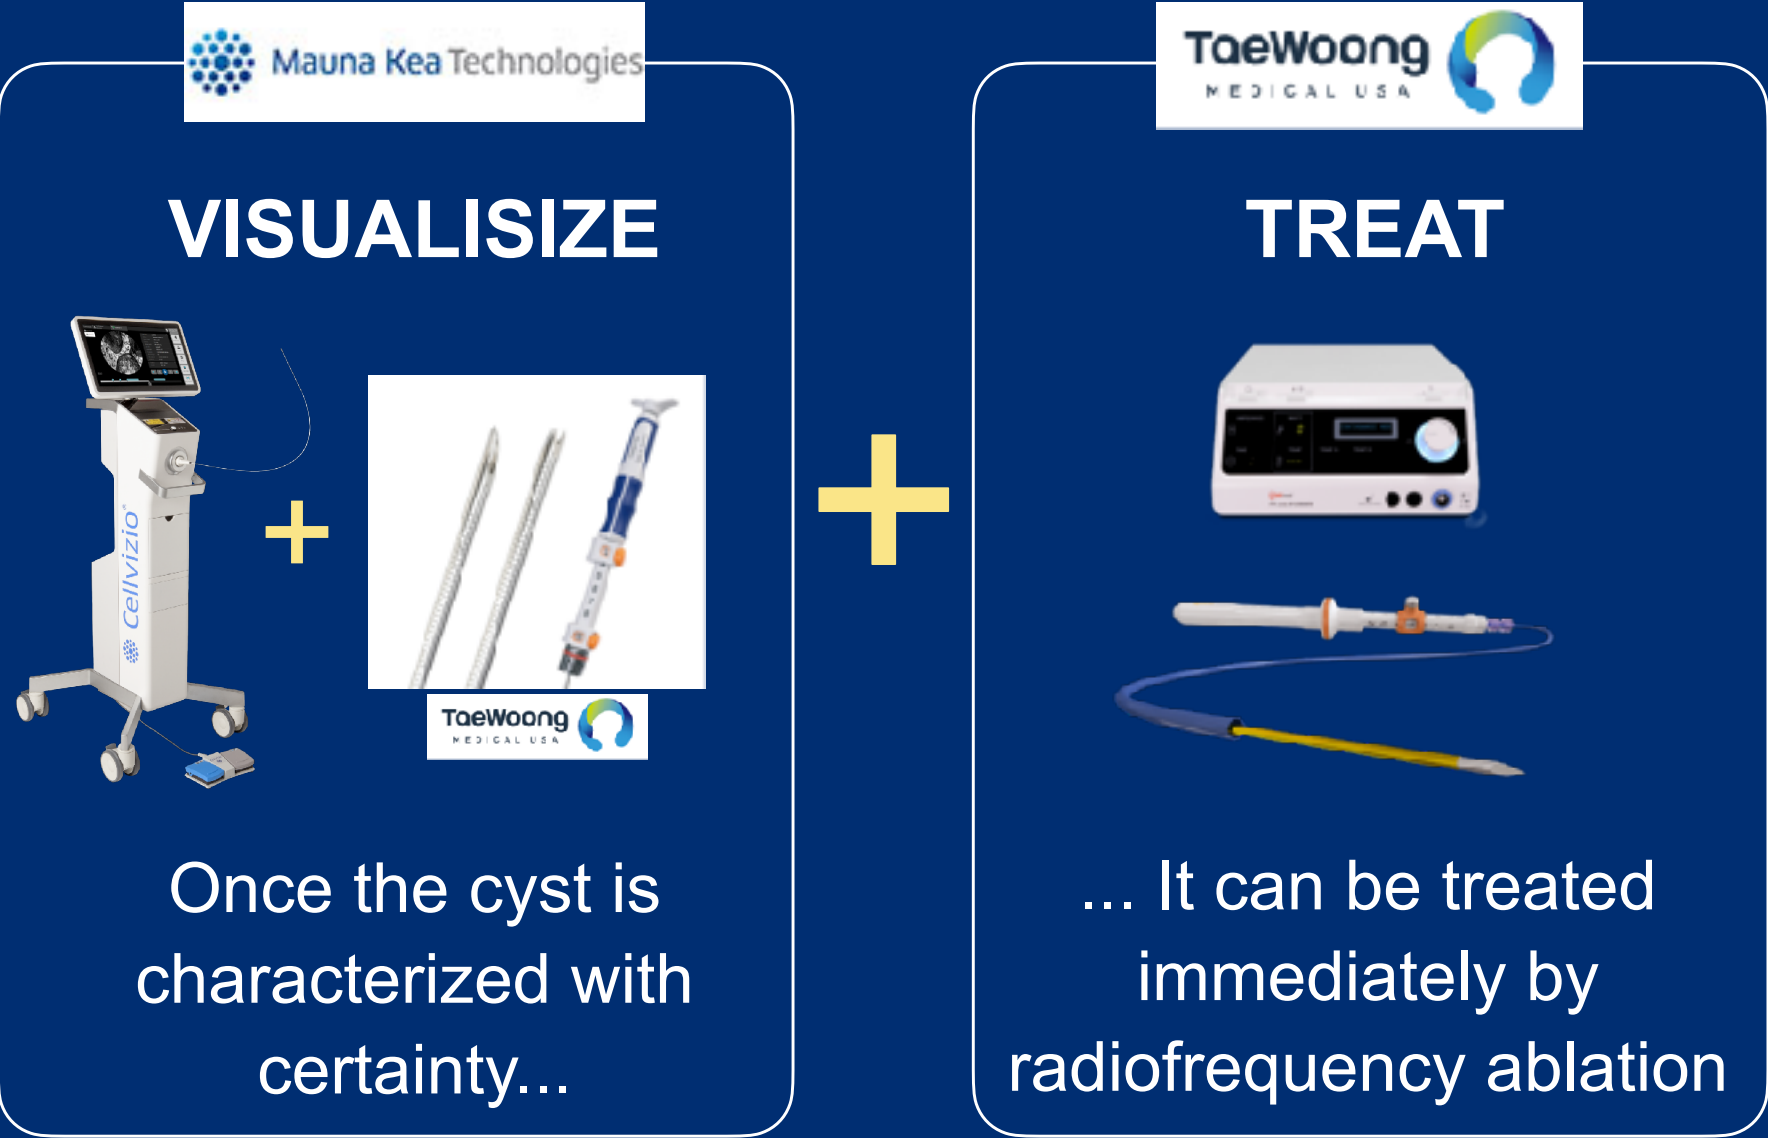 Mauna Kea Technologies
VISUALISIZE
Cellvizio
TaeWoong
MEDICAL USA
Once the cyst is
characterized with
certainty...
TaeWoong
MEDICAL USA
TREAT
... It can be treated
immediately by
radiofrequency ablation